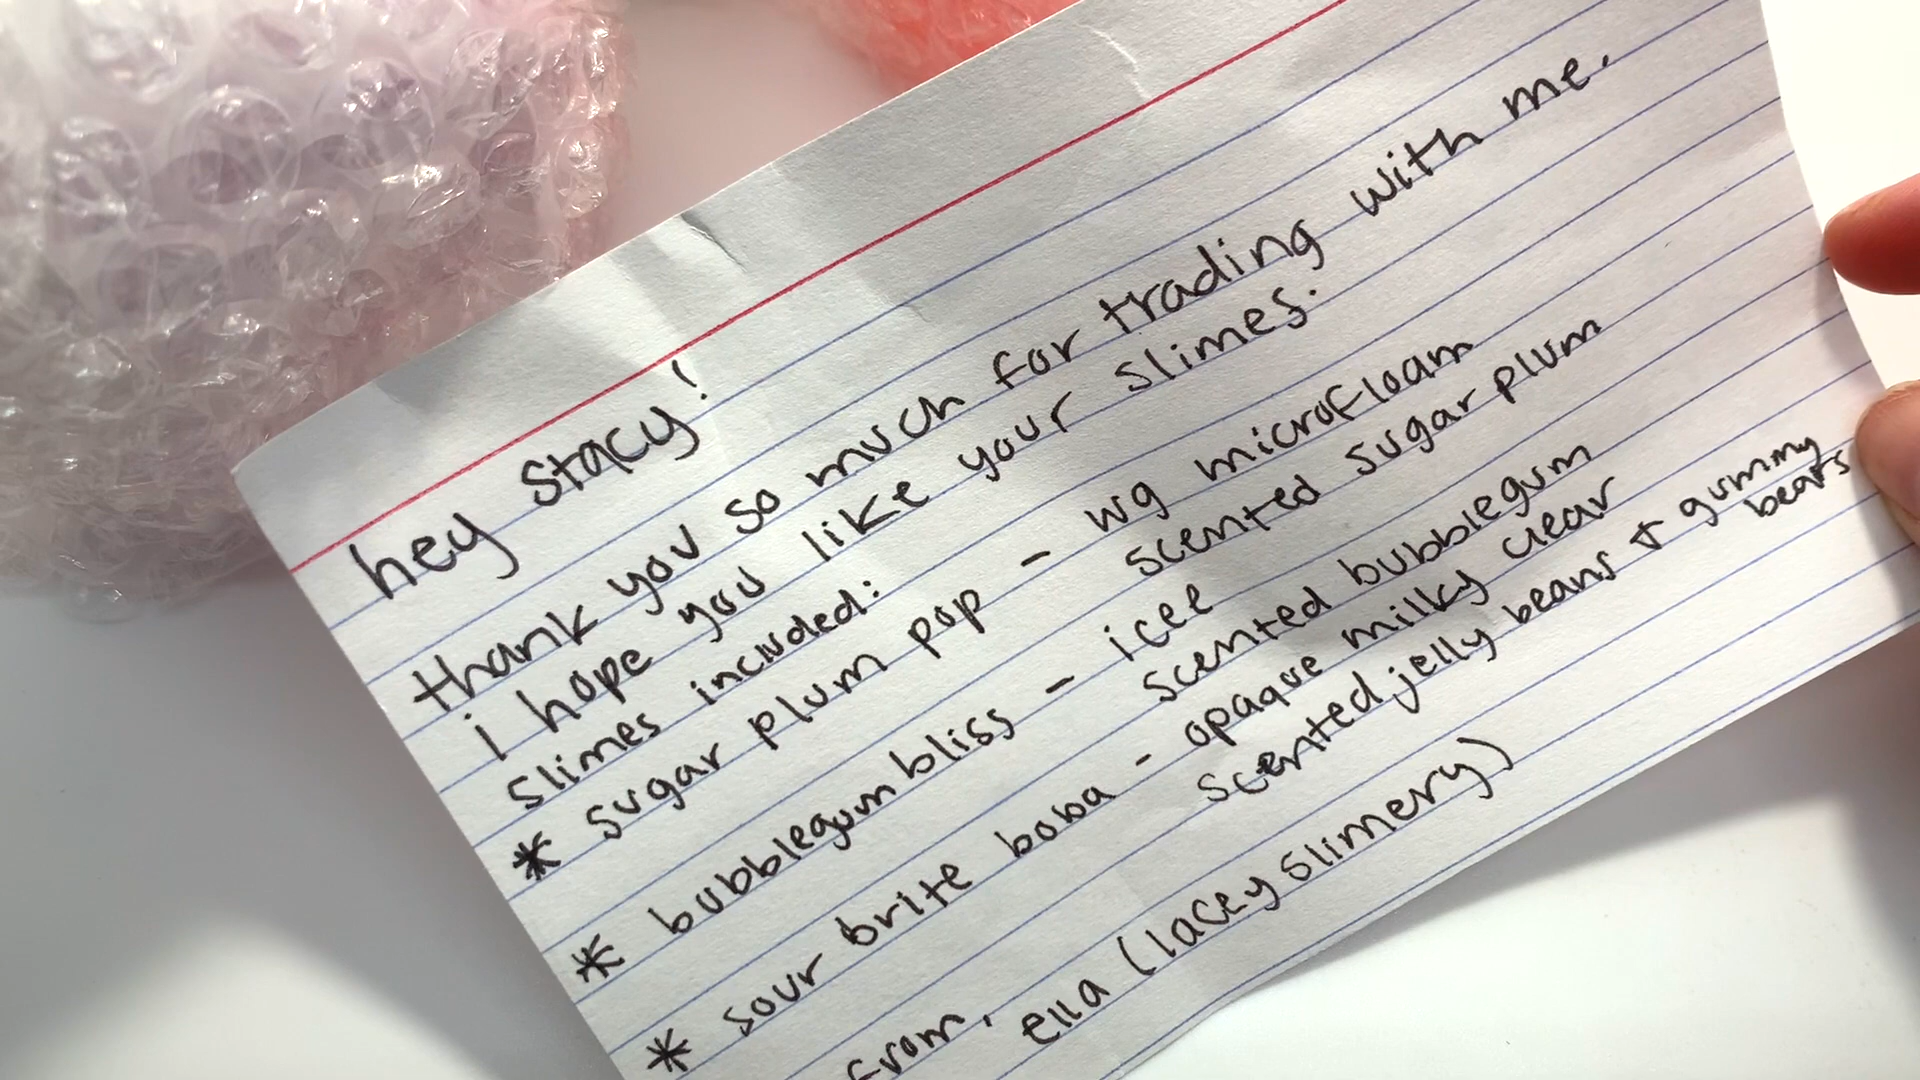 hey stacy!
thank you so much for trading with me.
i hope you like your slimes.
slimes included:
* sugar plum pop - wg microfloam
scented sugar plum
* bubblegum bliss - icee
scented bubblegum
* sour brite boba - opaque milky clear
scented jelly beans + gummy
bears
from,
ella (lacey slimery)